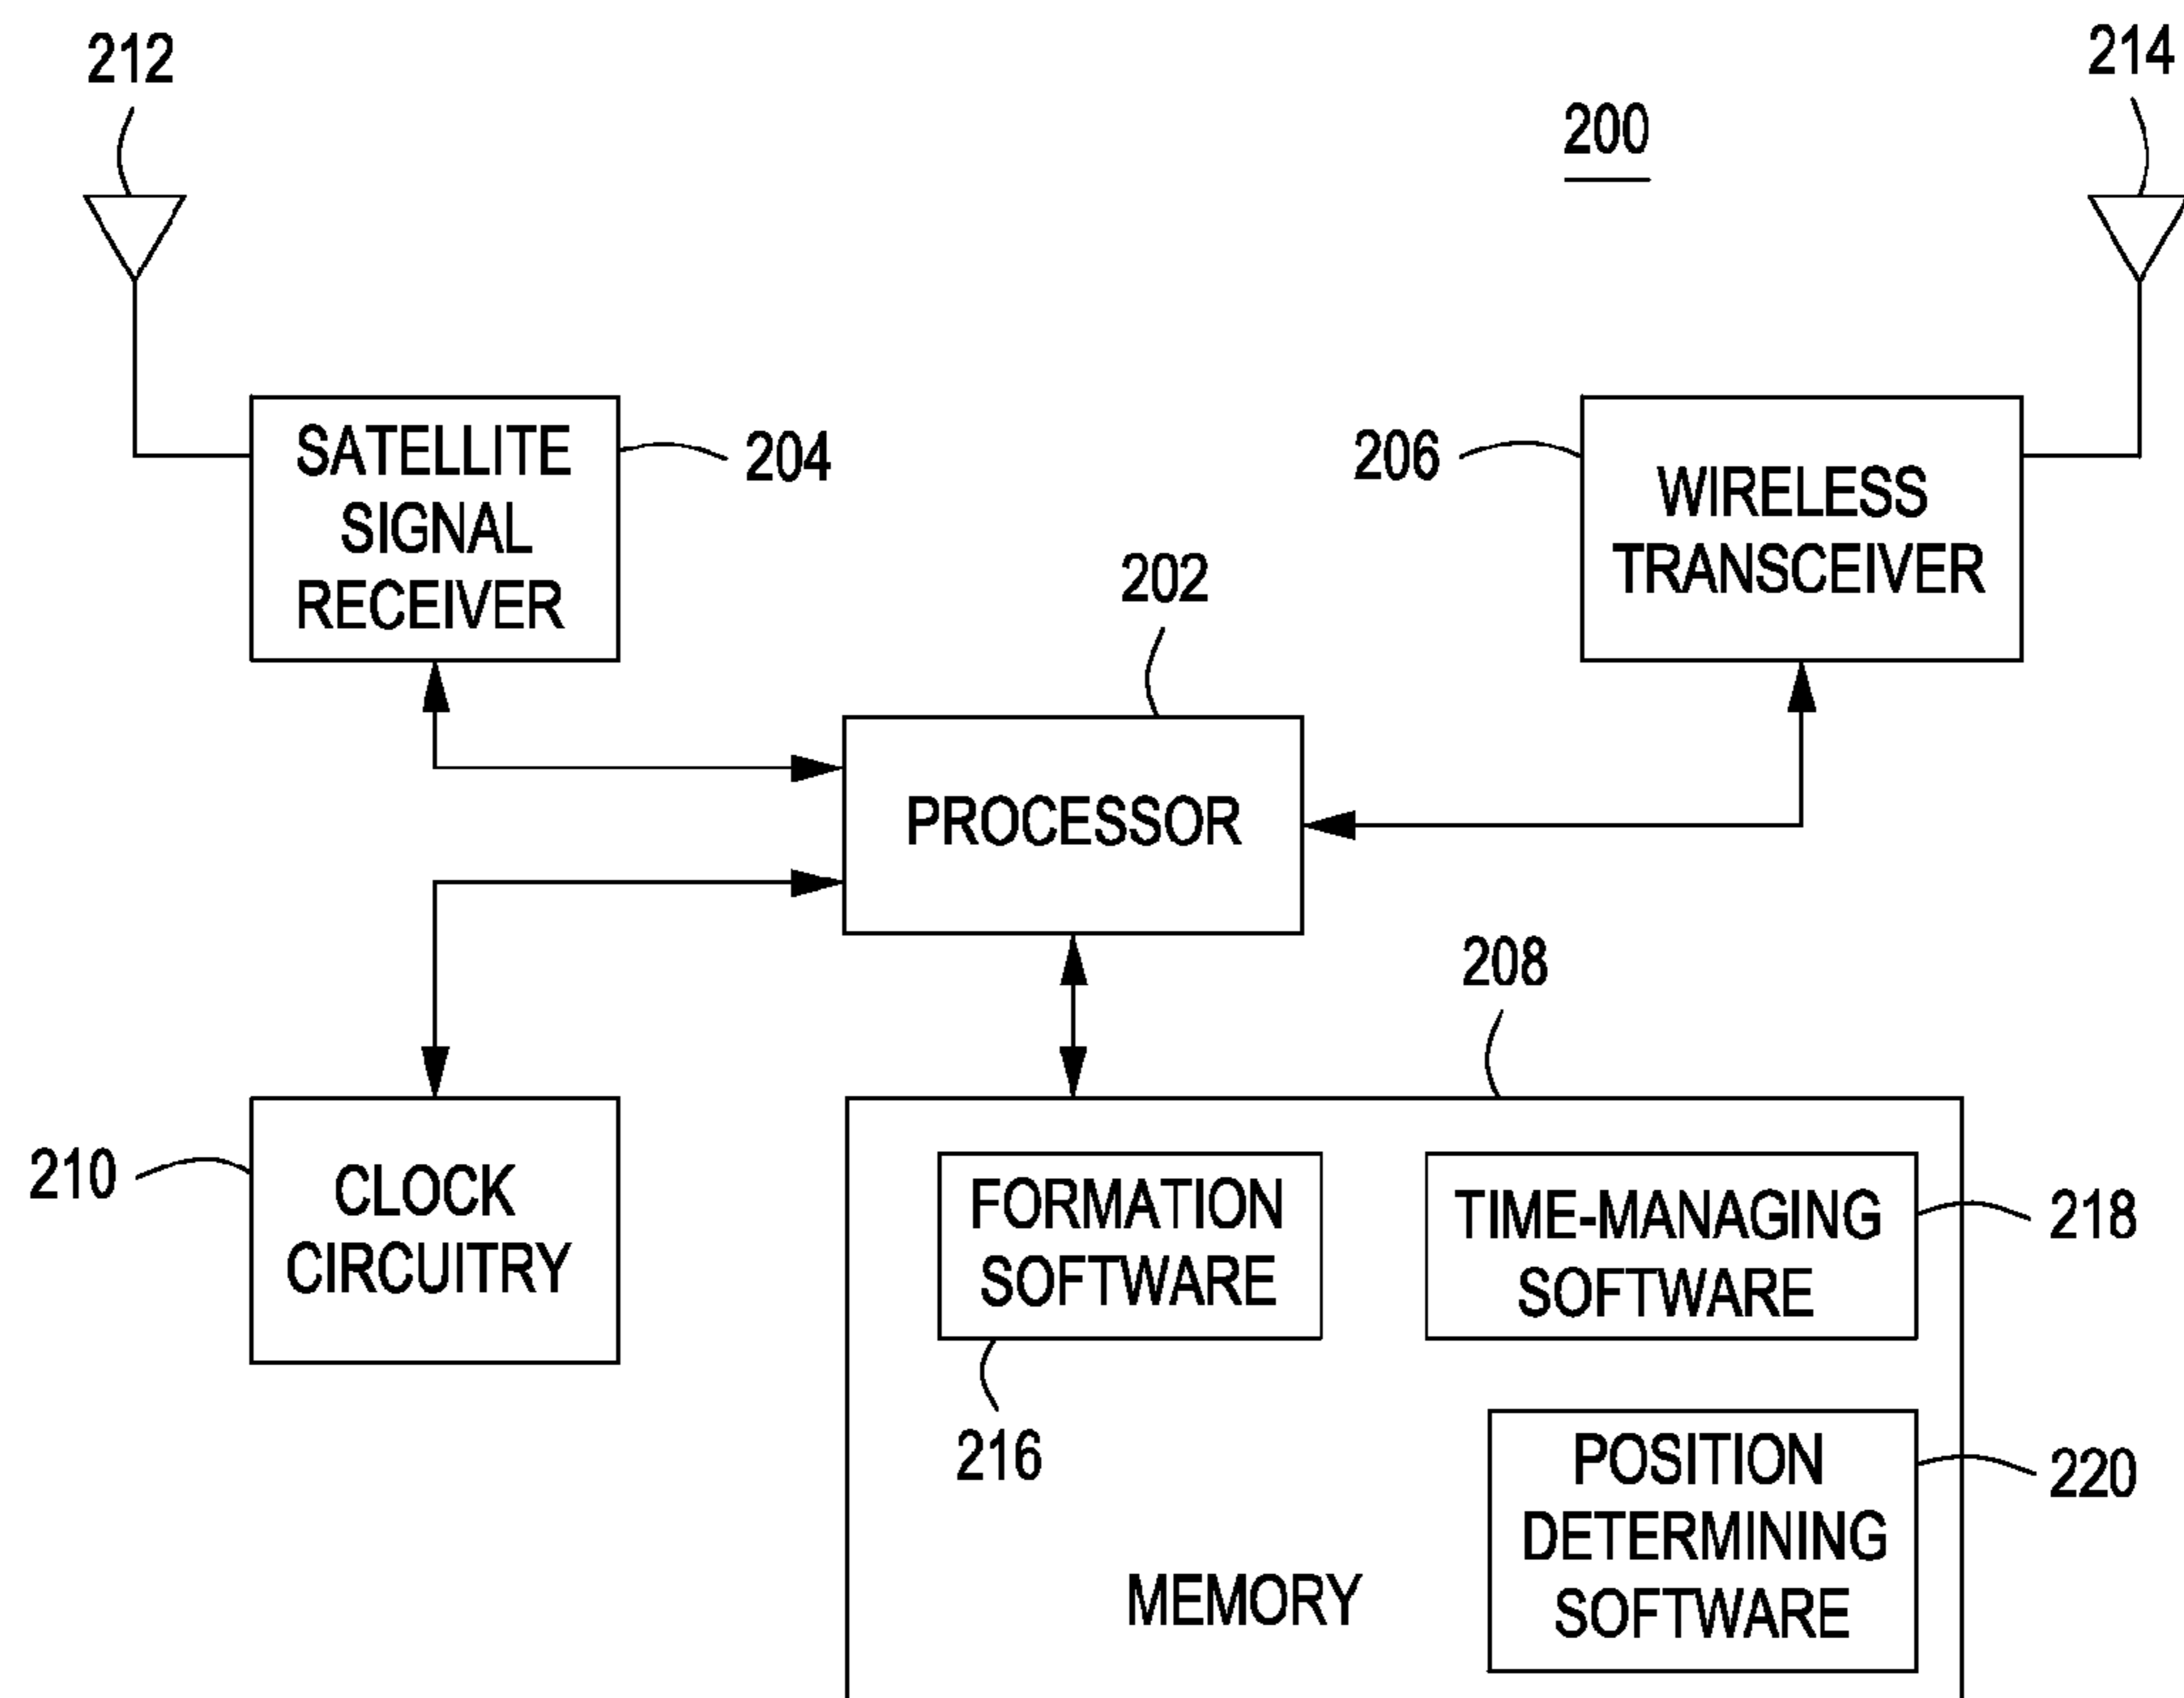 212
214
200
SATELLITE
SIGNAL
RECEIVER
204
206
WIRELESS
TRANSCEIVER
202
PROCESSOR
208
210
CLOCK
CIRCUITRY
FORMATION
SOFTWARE
TIME-MANAGING
SOFTWARE
218
216
POSITION
DETERMINING
SOFTWARE
220
MEMORY